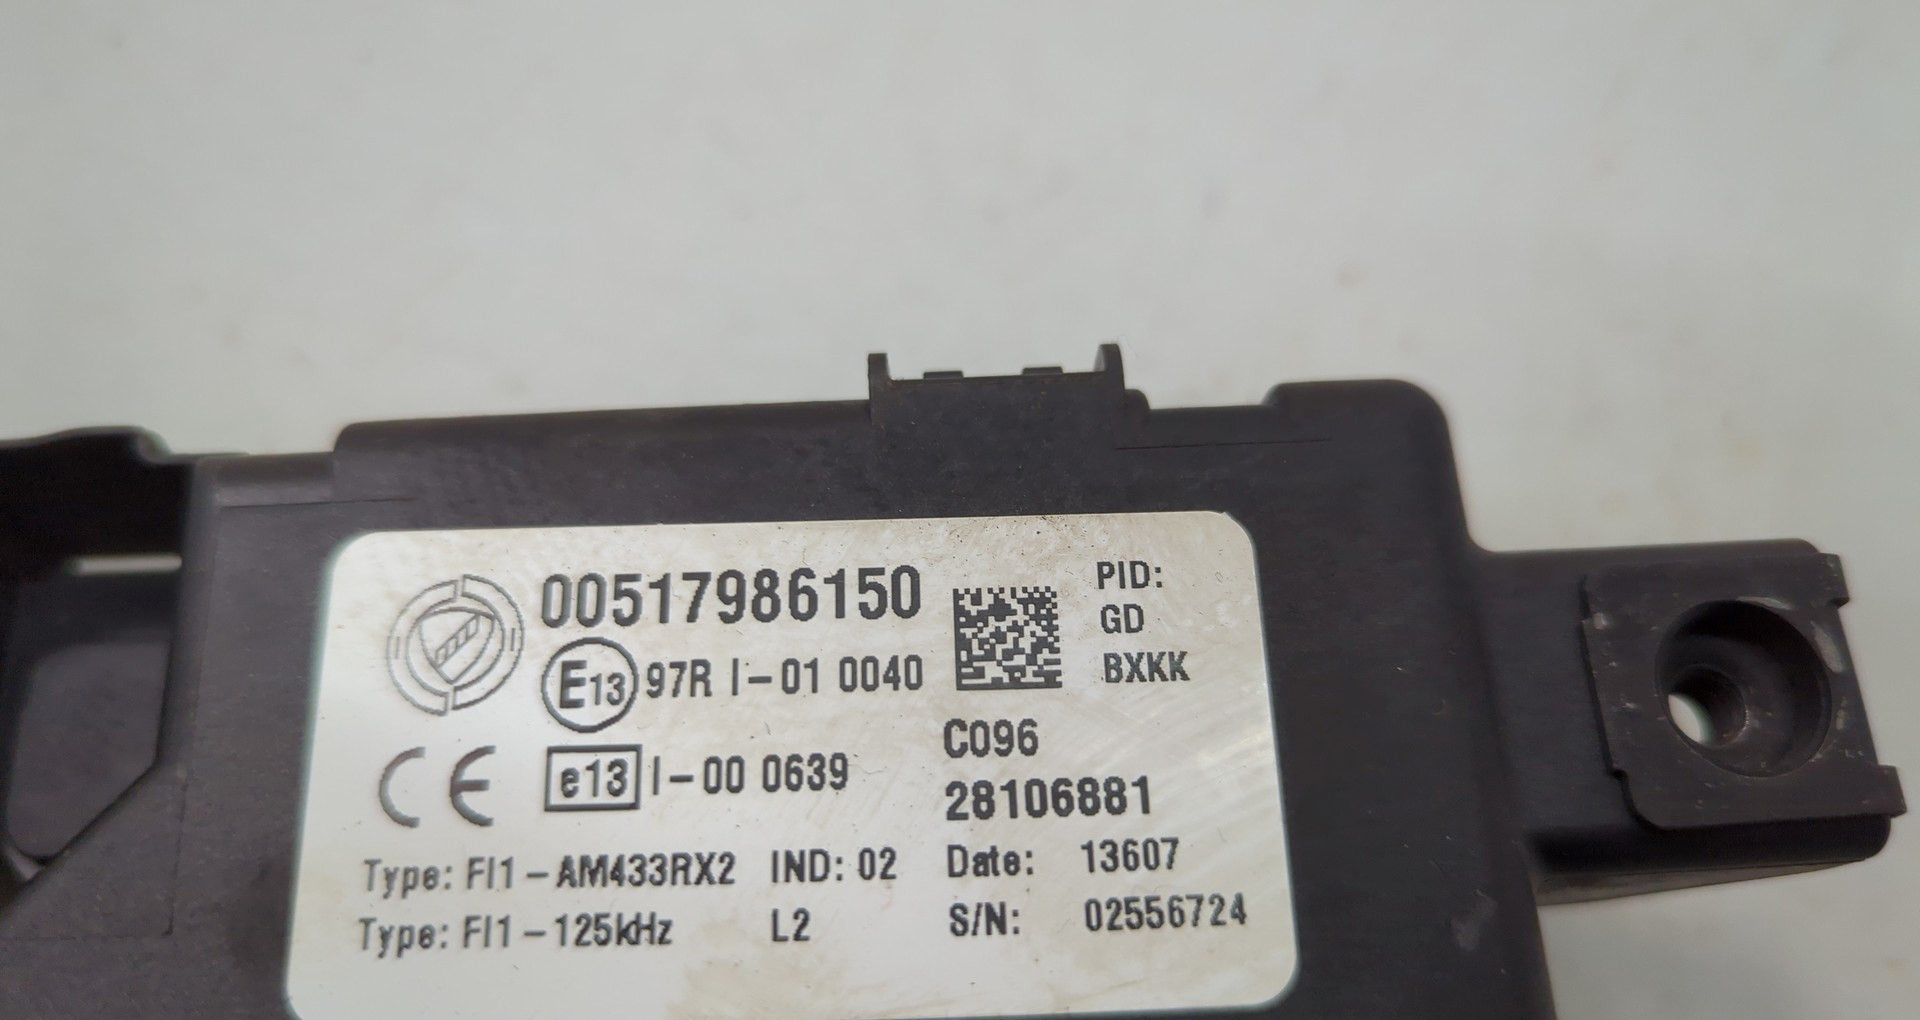 00517986150
E13 97R I-01 0040
PID:
GD
BXKK
CE e13 I-00 0639
C096
28106881
Type: FI1-AM433RX2 IND: 02 Date: 13607
Type: FI1-125kHz L2 S/N: 02556724